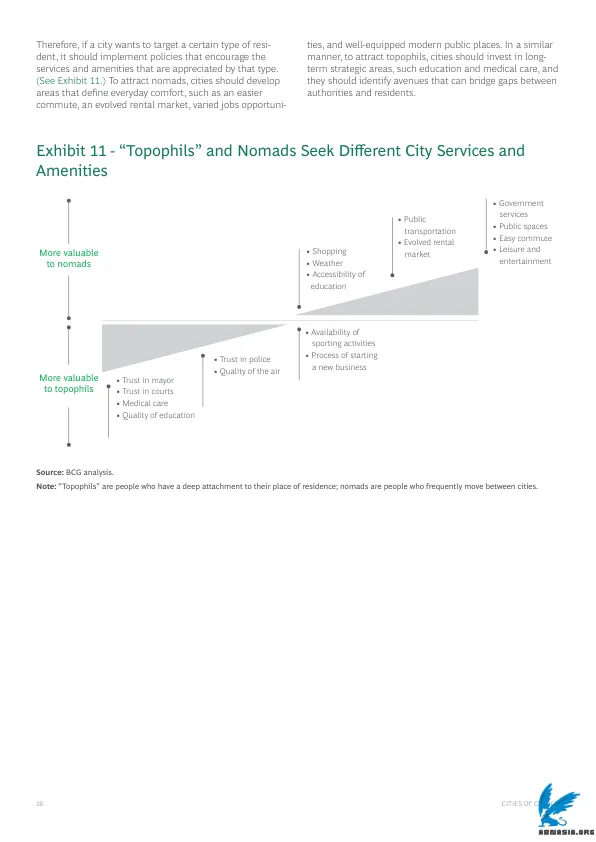 Therefore, if a city wants to target a certain type of resi-
dent, it should implement policies that encourage the
services and amenities that are appreciated by that type.
(See Exhibit 11.) To attract nomads, cities should develop
areas that define everyday comfort, such as an easier
commute, an evolved rental market, varied jobs opportuni-
ties, and well-equipped modern public places. In a similar
manner, to attract topophils, cities should invest in long-
term strategic areas, such education and medical care, and
they should identify avenues that can bridge gaps between
authorities and residents.
Exhibit 11 - “Topophils” and Nomads Seek Different City Services and
Amenities
More valuable
to nomads
• Shopping
• Weather
• Accessibility of
education
• Public
transportation
• Evolved rental
market
• Government
services
• Public spaces
• Easy commute
• Leisure and
entertainment
More valuable
to topophils
• Trust in mayor
• Trust in courts
• Medical care
• Quality of education
• Trust in police
• Quality of the air
• Availability of
sporting activities
• Process of starting
a new business
Source: BCG analysis.
Note: “Topophils” are people who have a deep attachment to their place of residence; nomads are people who frequently move between cities.
26
CITIES OF
ABNASIA.ORG